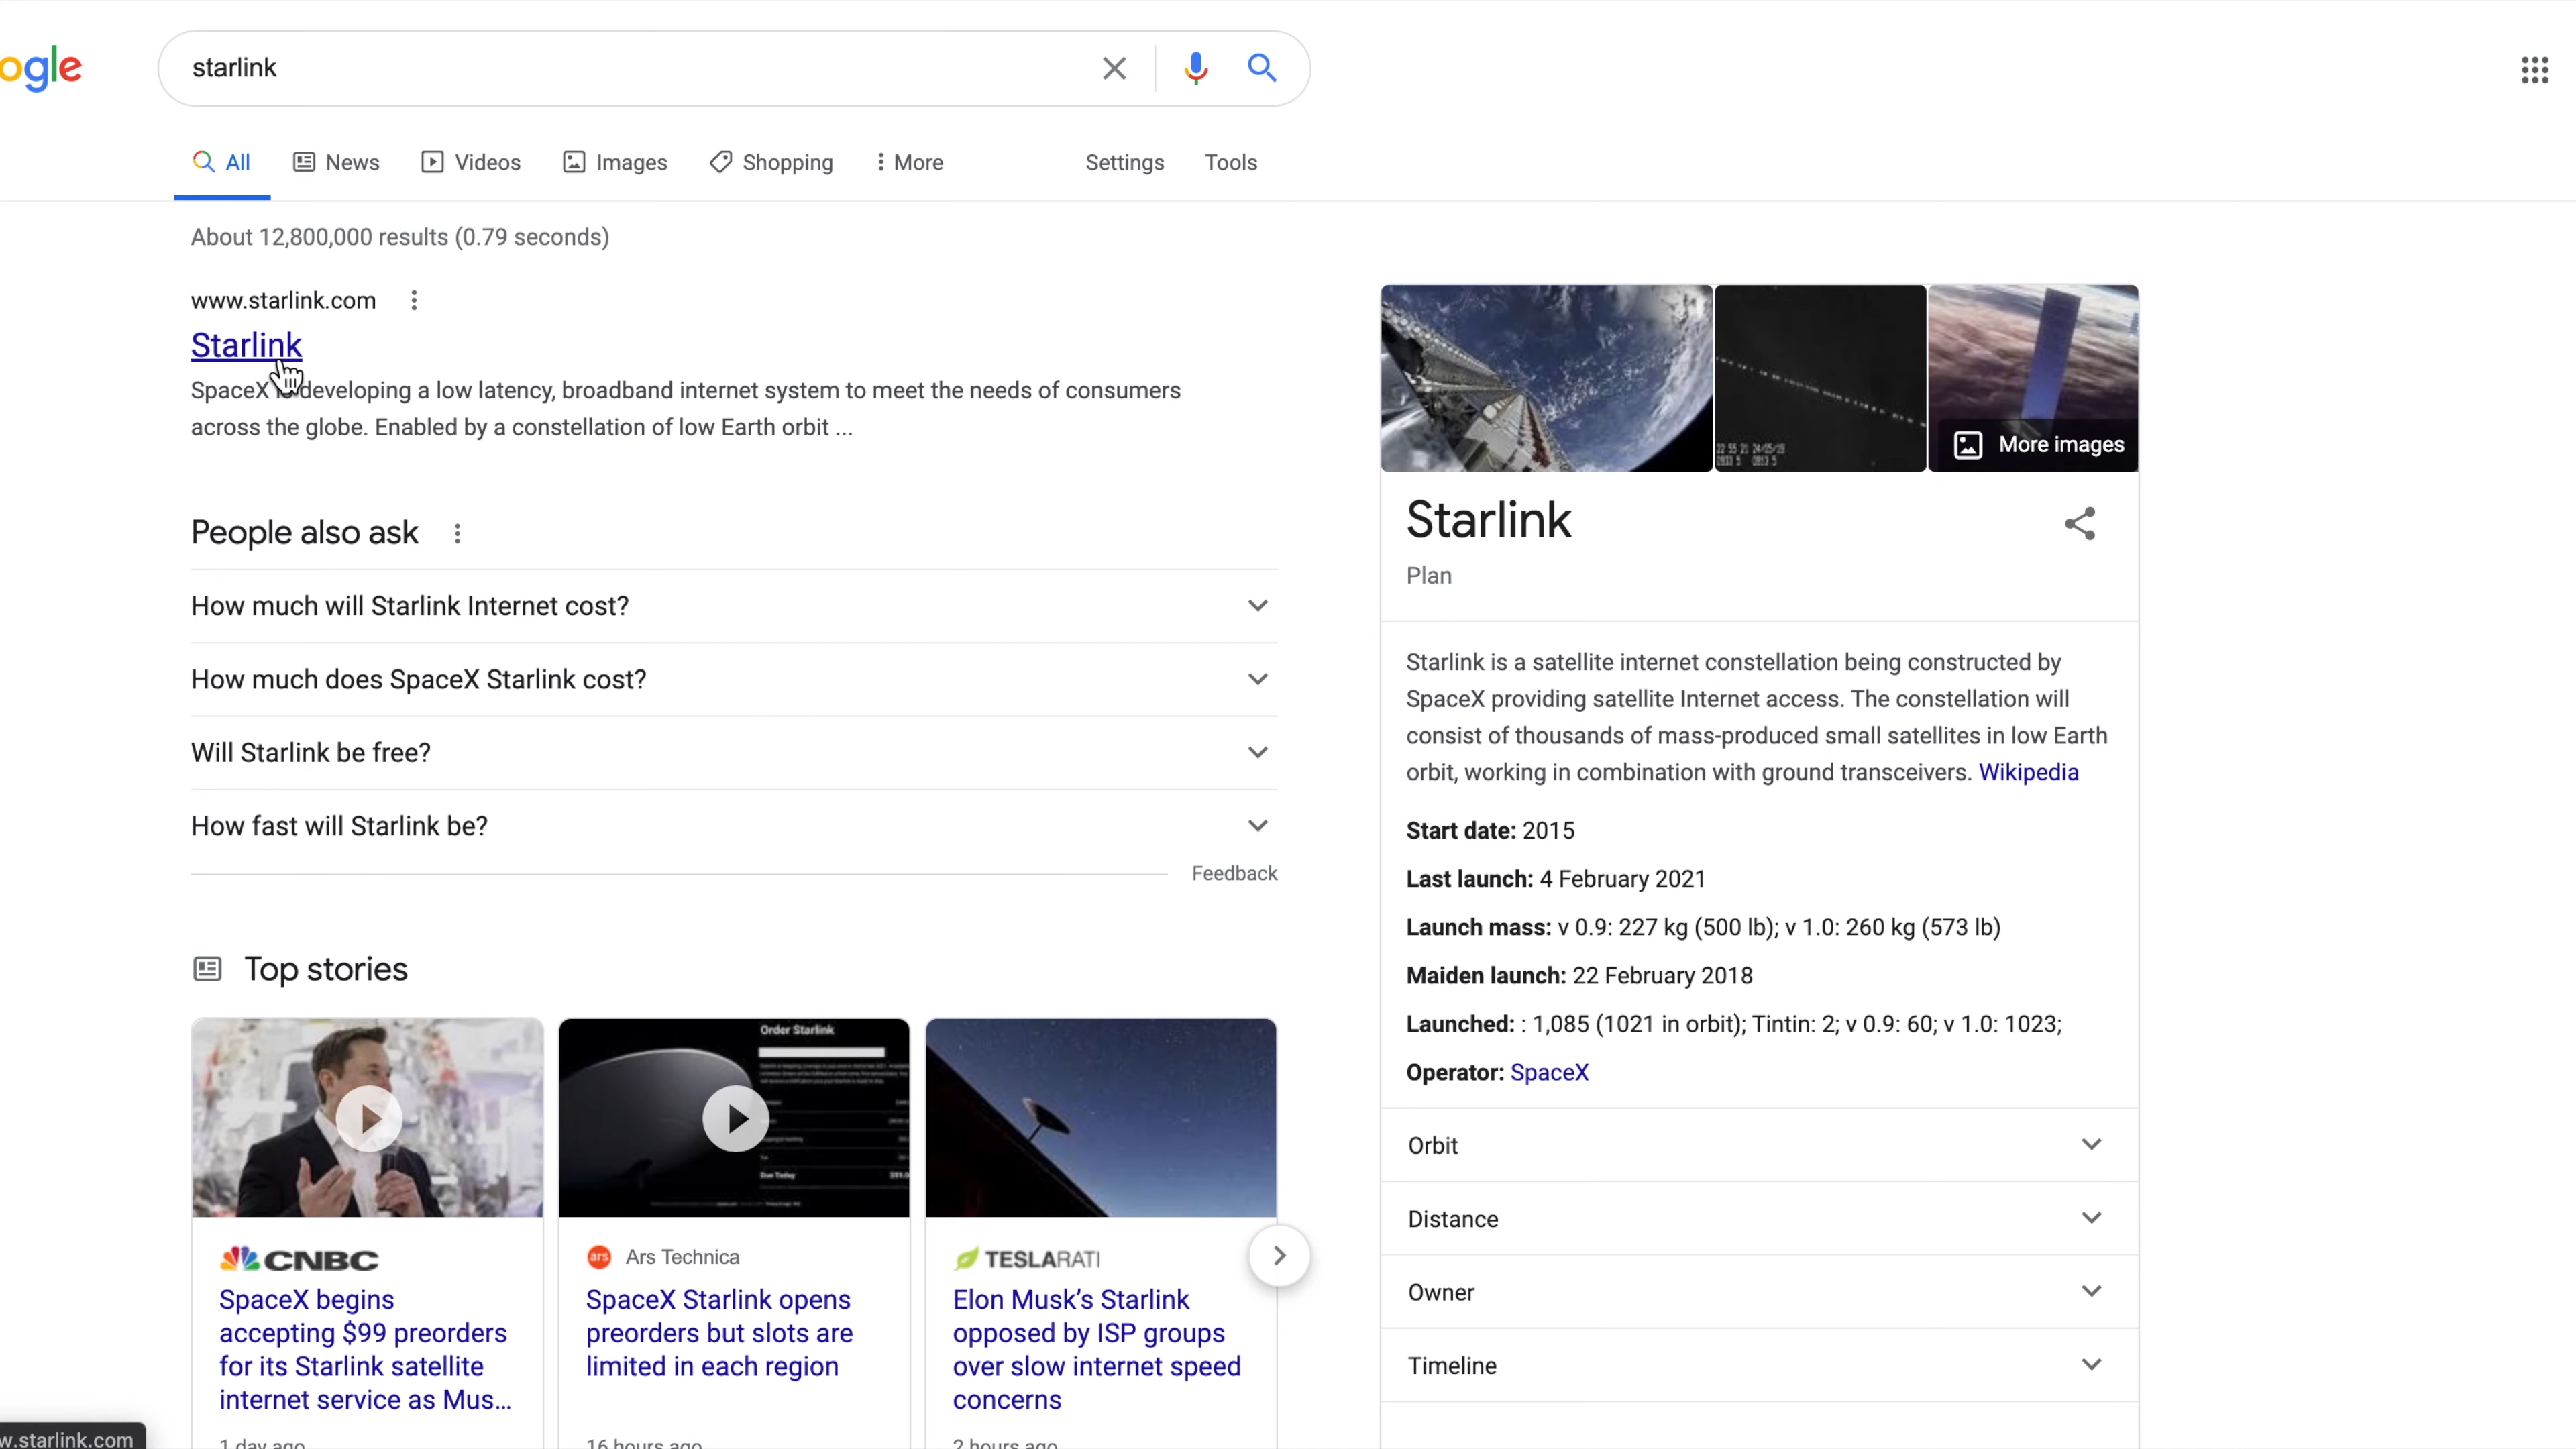 ogle
starlink
All
News
Videos
Images
Shopping
More
Settings
Tools
About 12,800,000 results (0.79 seconds)
www.starlink.com
Starlink
SpaceX is developing a low latency, broadband internet system to meet the needs of consumers
across the globe. Enabled by a constellation of low Earth orbit ...
People also ask
How much will Starlink Internet cost?
How much does SpaceX Starlink cost?
Will Starlink be free?
How fast will Starlink be?
Feedback
Top stories
Order Starlink
Due Today
CNBC
SpaceX begins
accepting $99 preorders
for its Starlink satellite
internet service as Mus...
1 day ago
ars
Ars Technica
SpaceX Starlink opens
preorders but slots are
limited in each region
16 hours ago
TESLARATI
Elon Musk's Starlink
opposed by ISP groups
over slow internet speed
concerns
2 hours ago
w.starlink.com
More images
Starlink
Plan
Starlink is a satellite internet constellation being constructed by
SpaceX providing satellite Internet access. The constellation will
consist of thousands of mass-produced small satellites in low Earth
orbit, working in combination with ground transceivers. Wikipedia
Start date: 2015
Last launch: 4 February 2021
Launch mass: v 0.9: 227 kg (500 lb); v 1.0: 260 kg (573 lb)
Maiden launch: 22 February 2018
Launched: : 1,085 (1021 in orbit); Tintin: 2; v 0.9: 60; v 1.0: 1023;
Operator: SpaceX
Orbit
Distance
Owner
Timeline